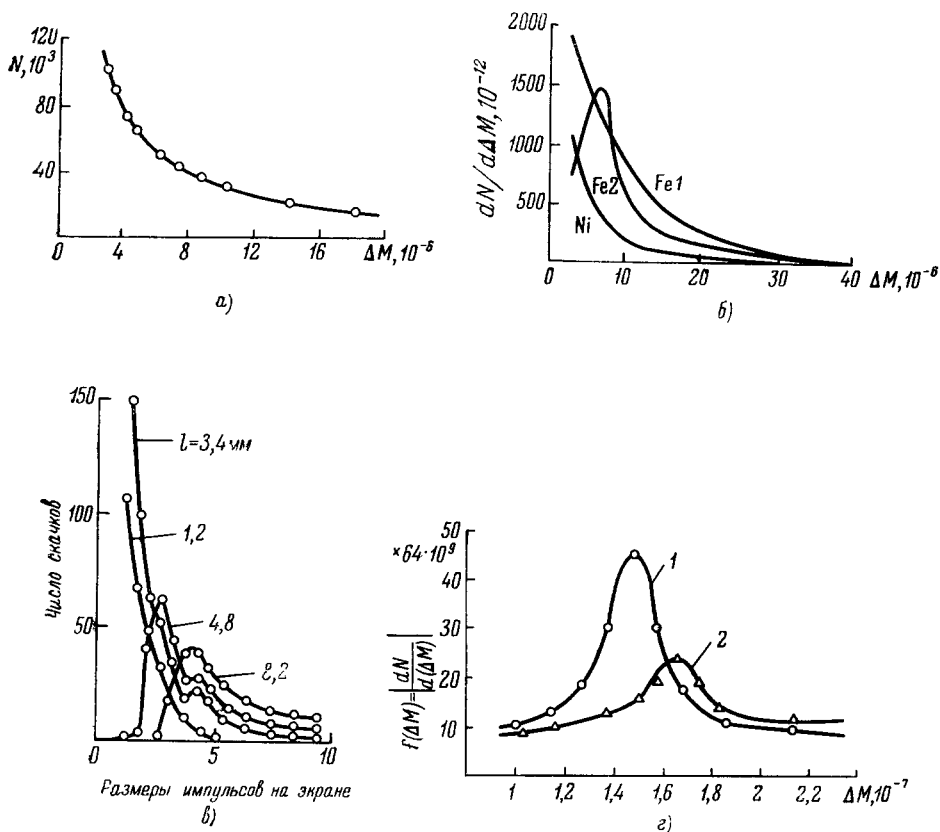 120
N,10³
80
40
0
4
8
12
16
ΔM,10⁻⁶
а)
dN/dΔM,10⁻¹²
2000
1500
1000
500
Fe2
Fe1
Ni
0
10
20
30
40
ΔM,10⁻⁶
б)
Число скачков
150
100
50
l=3,4 мм
1,2
4,8
8,2
0
5
10
Размеры импульсов на экране
в)
f(ΔM)=|dN/d(ΔM)|
×64·10⁹
50
40
30
20
10
1
2
1
1,2
1,4
1,6
1,8
2
2,2
ΔM,10⁻⁷
г)